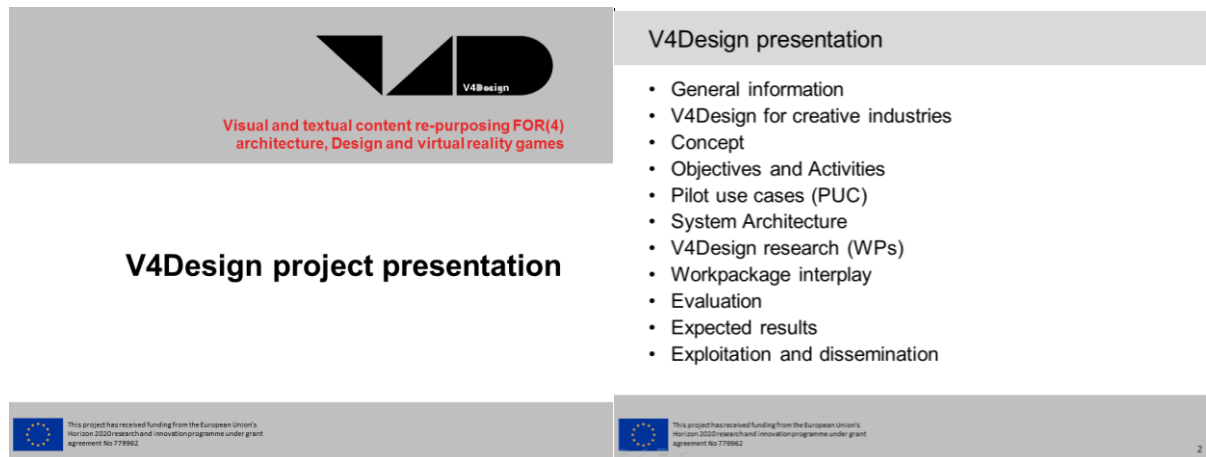 V4Design
Visual and textual content re-purposing FOR(4)
architecture, Design and virtual reality games
V4Design project presentation
This project has received funding from the European Union's
Horizon 2020 research and innovation programme under grant
agreement No 779962
V4Design presentation
• General information
• V4Design for creative industries
• Concept
• Objectives and Activities
• Pilot use cases (PUC)
• System Architecture
• V4Design research (WPs)
• Workpackage interplay
• Evaluation
• Expected results
• Exploitation and dissemination
This project has received funding from the European Union's
Horizon 2020 research and innovation programme under grant
agreement No 779962
2